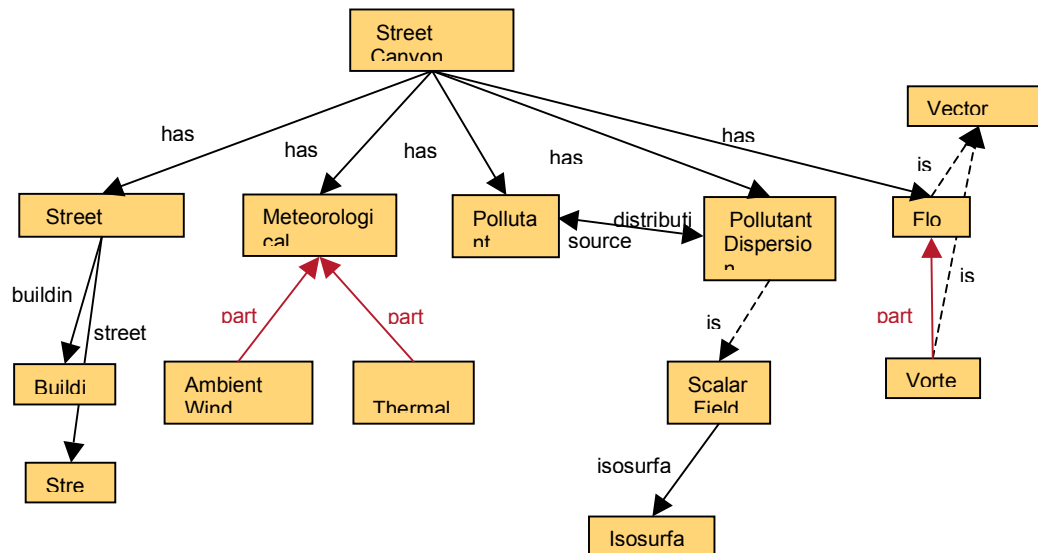 Street
Canyon
Vector
has
has
has
has
has
is
Street
Meteorologi
cal
Polluta
nt
distributi
source
Pollutant
Dispersio
n
Flo
is
buildin
street
part
part
is
part
Buildi
Ambient
Wind
Thermal
Scalar
Field
Vorte
Stre
isosurfa
Isosurfa